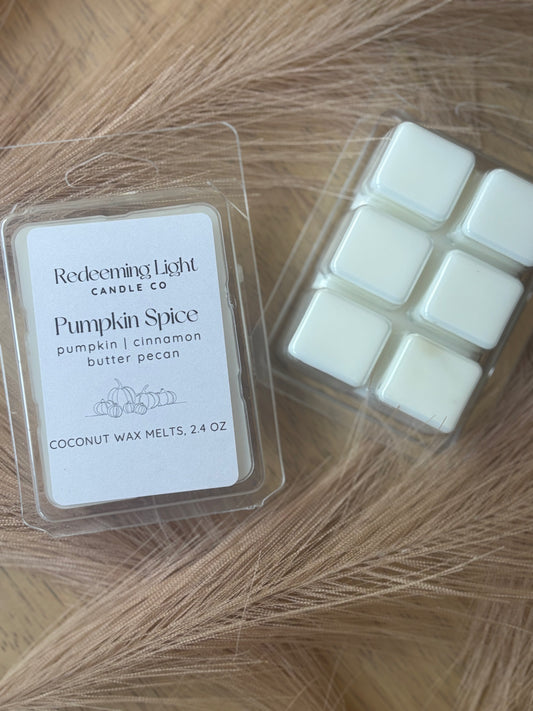 Redeeming Light
CANDLE CO
Pumpkin Spice
pumpkin | cinnamon
butter pecan
COCONUT WAX MELTS, 2.4 OZ